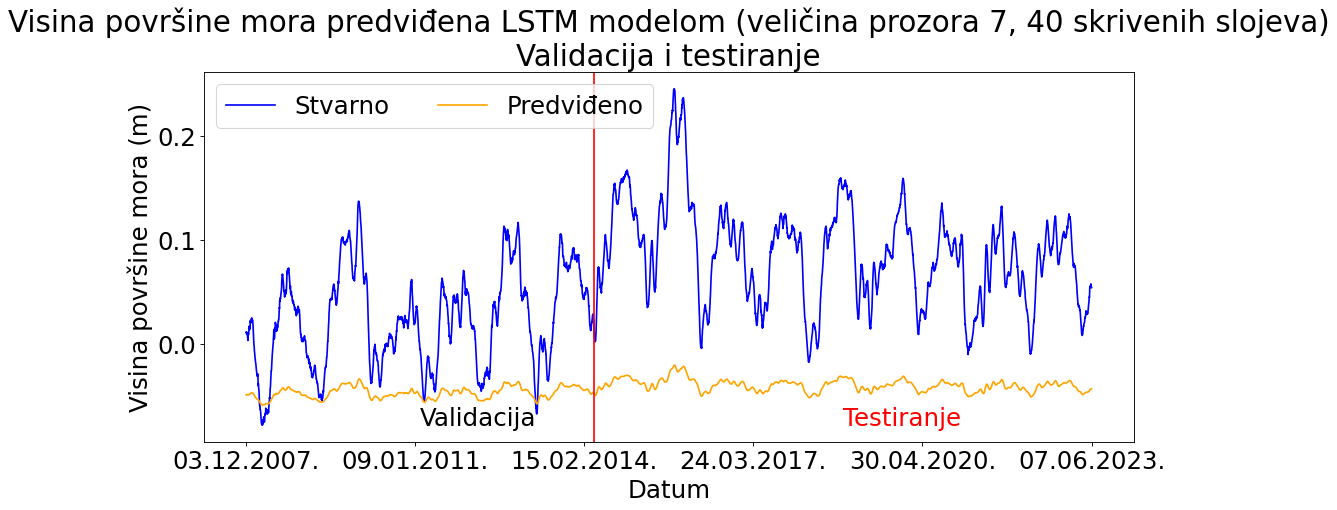 Visina površine mora predviđena LSTM modelom (veličina prozora 7, 40 skrivenih slojeva)
Validacija i testiranje
Stvarno
Predviđeno
Visina površine mora (m)
0.2
0.1
0.0
Validacija
Testiranje
03.12.2007.
09.01.2011.
15.02.2014.
24.03.2017.
30.04.2020.
07.06.2023.
Datum